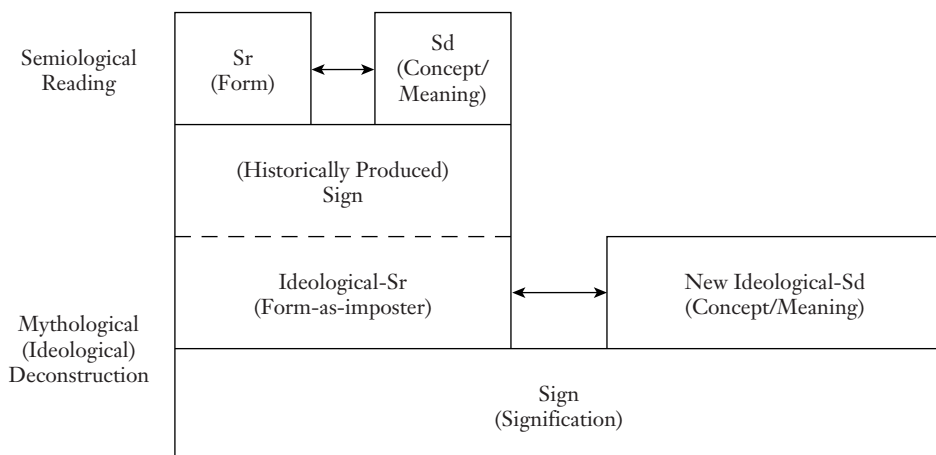 Semiological
Reading
Sr
(Form)
Sd
(Concept/
Meaning)
(Historically Produced)
Sign
Ideological-Sr
(Form-as-imposter)
New Ideological-Sd
(Concept/Meaning)
Mythological
(Ideological)
Deconstruction
Sign
(Signification)